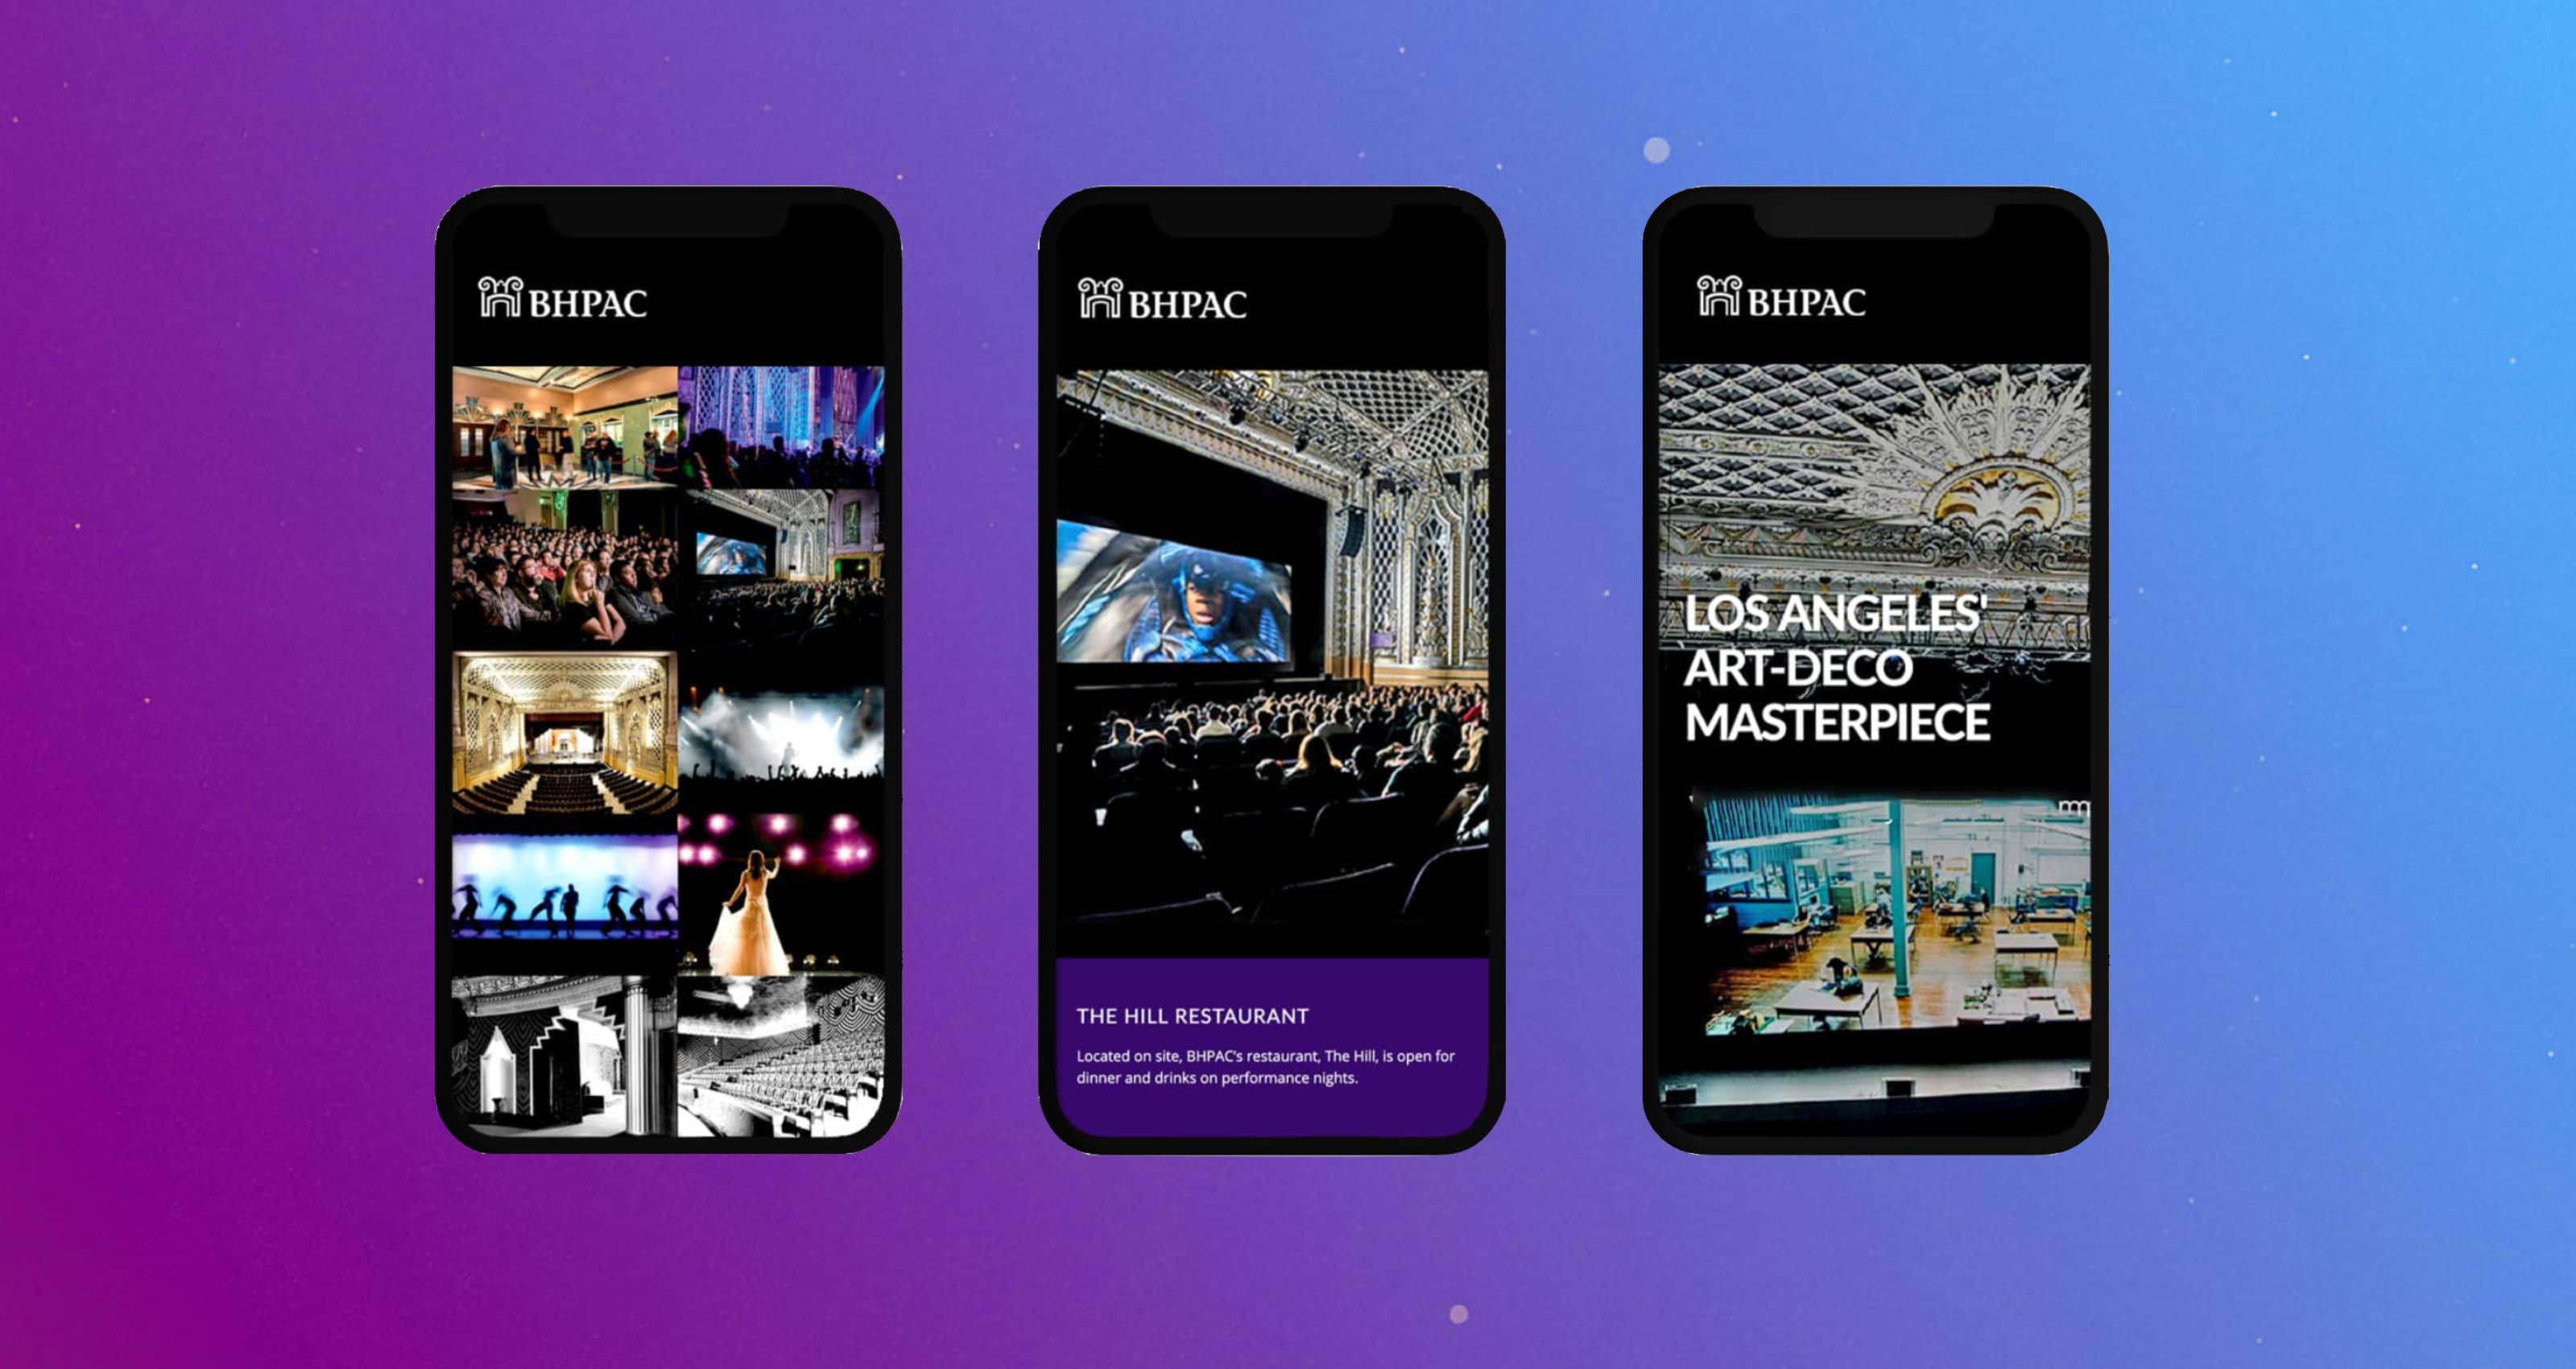 BHPAC
BHPAC
THE HILL RESTAURANT
Located on site, BHPAC's restaurant, The Hill, is open for
dinner and drinks on performance nights.
BHPAC
LOS ANGELES'
ART-DECO
MASTERPIECE